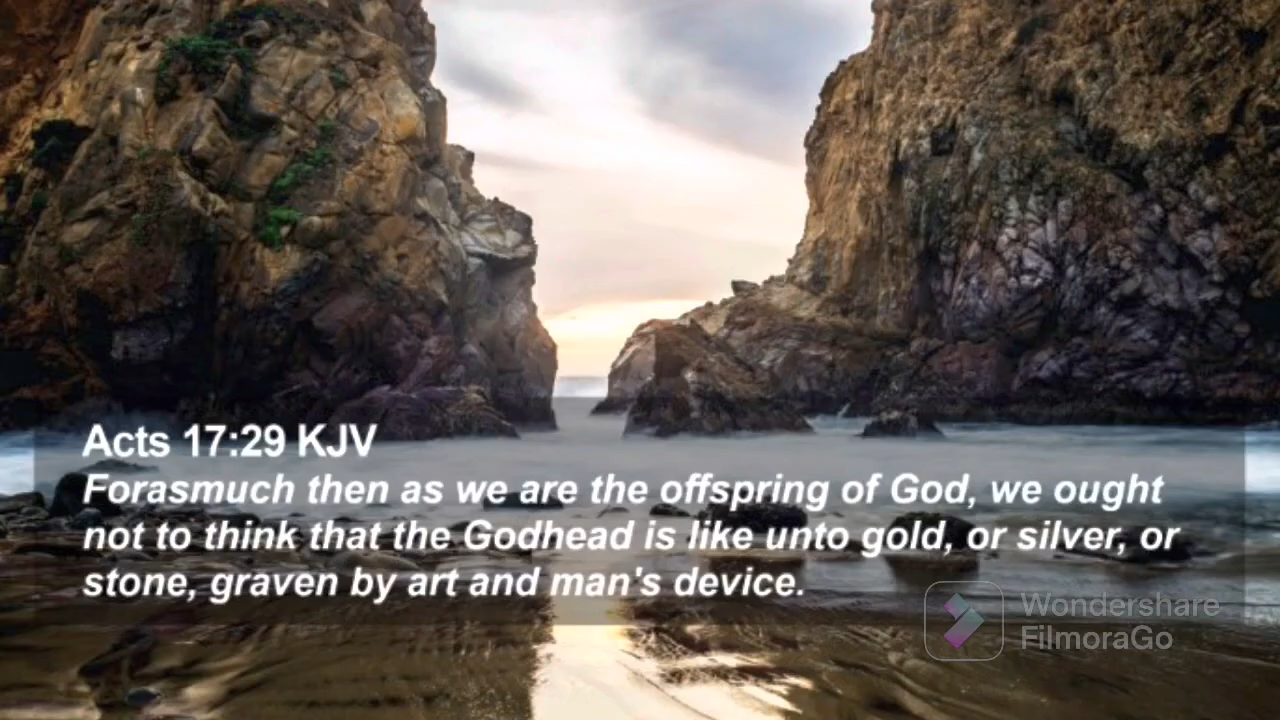 Acts 17:29 KJV
Forasmuch then as we are the offspring of God, we ought
not to think that the Godhead is like unto gold, or silver, or
stone, graven by art and man's device.
Wondershare
FilmoraGo